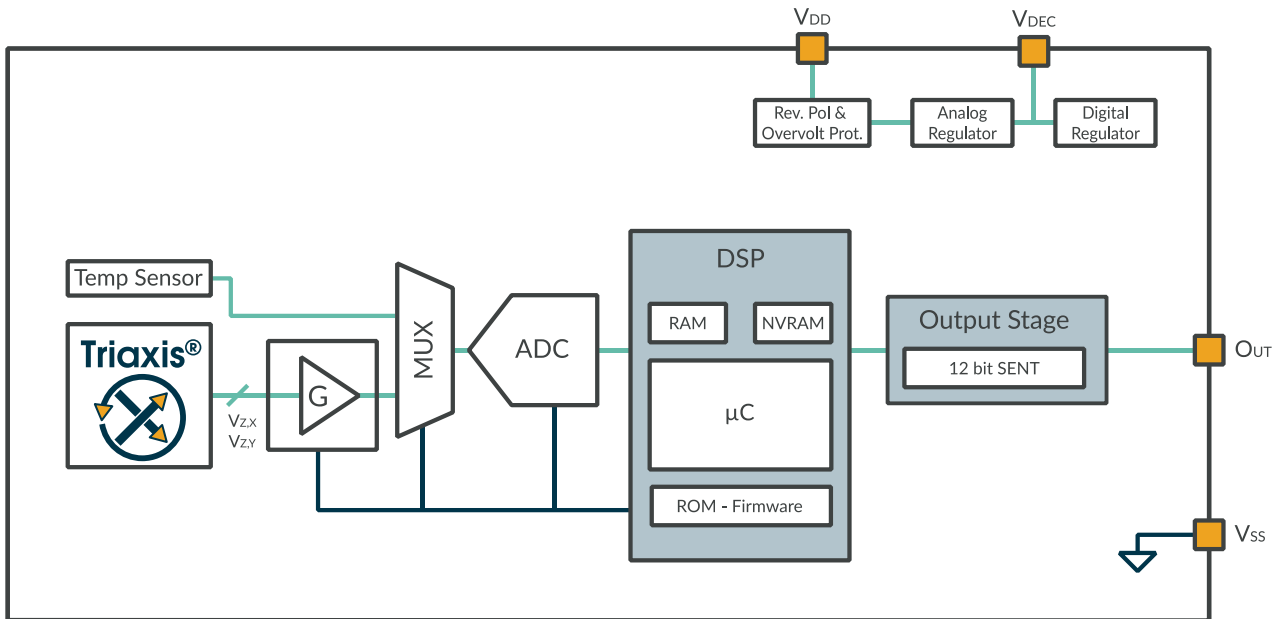 VDD
VDEC
Rev. Pol &
Overvolt Prot.
Analog
Regulator
Digital
Regulator
DSP
Temp Sensor
RAM
NVRAM
Output Stage
Triaxis®
MUX
ADC
OUT
12 bit SENT
G
µC
VZ,X
VZ,Y
ROM - Firmware
VSS